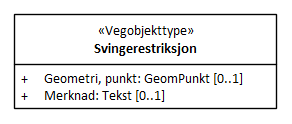 «Vegobjekttype»
Svingerestriksjon
+ Geometri, punkt: GeomPunkt [0..1]
+ Merknad: Tekst [0..1]